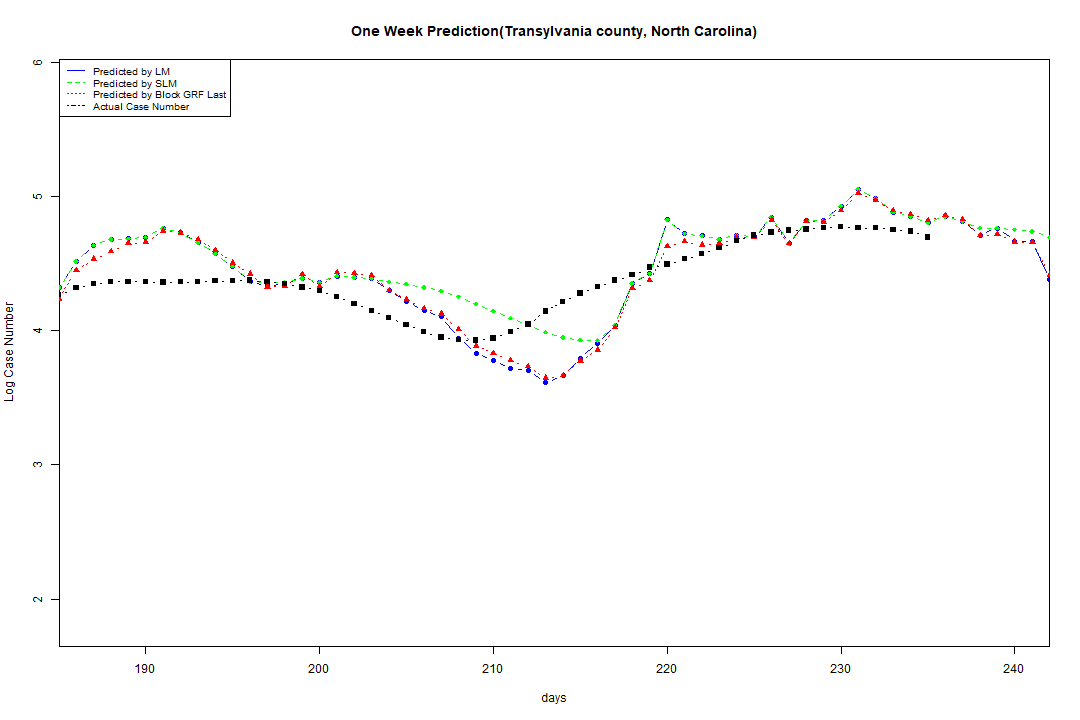 One Week Prediction(Transylvania county, North Carolina)
Predicted by LM
Predicted by SLM
Predicted by Block GRF Last
Actual Case Number
6
5
4
3
2
Log Case Number
190 200 210 220 230 240
days